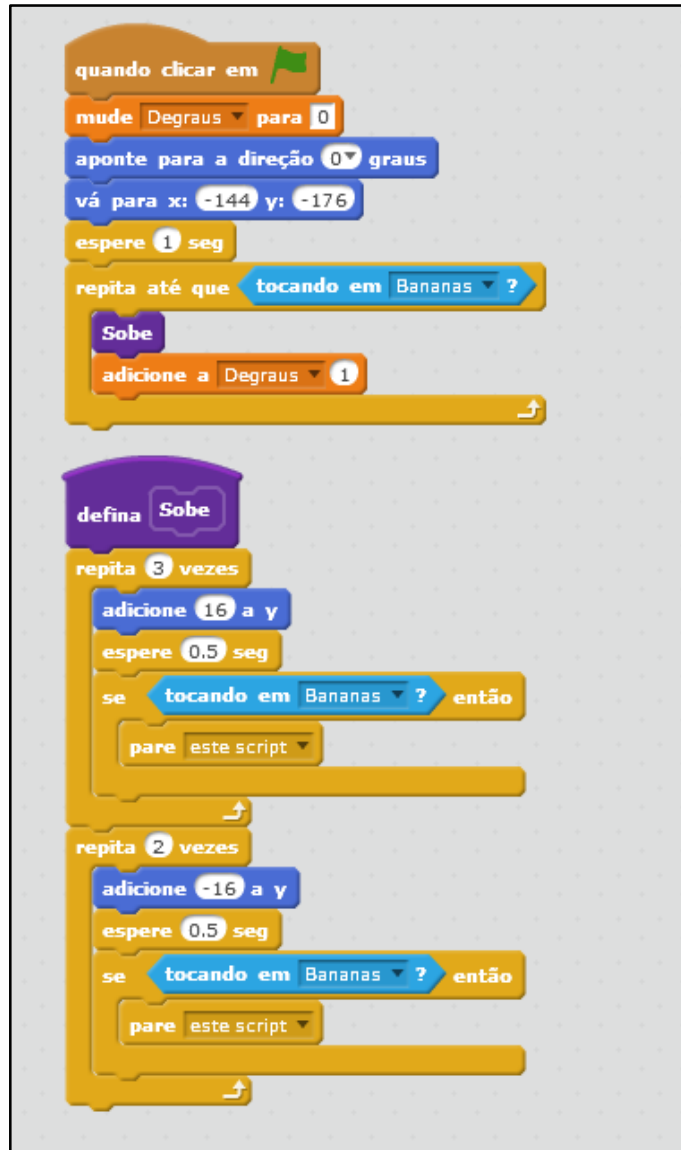 quando clicar em
mude Degraus para 0
aponte para a direção 0 graus
vá para x: -144 y: -176
espere 1 seg
repita até que tocando em Bananas ?
Sobe
adicione a Degraus 1
defina Sobe
repita 3 vezes
adicione 16 a y
espere 0.5 seg
se tocando em Bananas ? então
pare este script
repita 2 vezes
adicione -16 a y
espere 0.5 seg
se tocando em Bananas ? então
pare este script